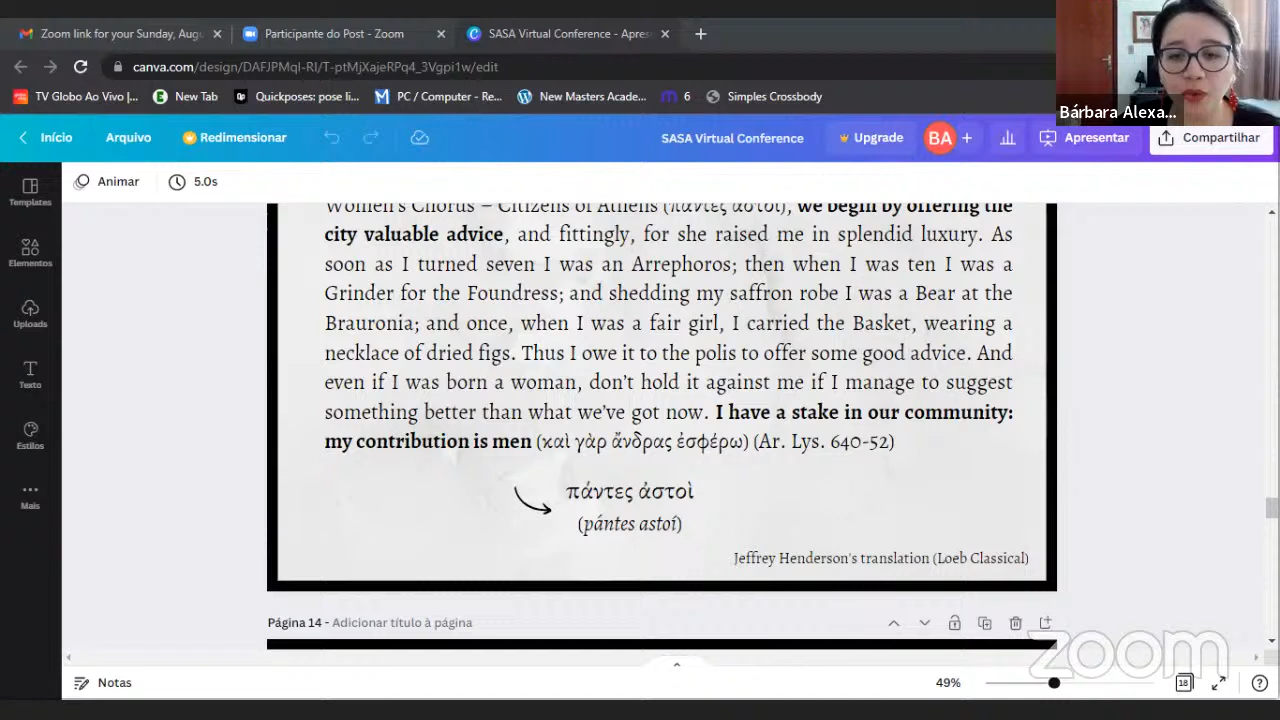 Zoom link for your Sunday, Aug
Participante do Post - Zoom
SASA Virtual Conference - Apres
canva.com/design/DAFJPMqI-RI/T-ptMjXajeRPq4_3Vgpi1w/edit
TV Globo Ao Vivo |...
New Tab
Quickposes: pose li...
PC / Computer - Re...
New Masters Acade...
6
Simples Crossbody
Bárbara Alexa...
Início
Arquivo
Redimensionar
SASA Virtual Conference
Upgrade
BA
Apresentar
Compartilhar
Animar
5.0s
Templates
Elementos
Uploads
Texto
Estilos
Mais
Women's Chorus – Citizens of Athens (πάντες ἀστοὶ), we begin by offering the
city valuable advice, and fittingly, for she raised me in splendid luxury. As
soon as I turned seven I was an Arrephoros; then when I was ten I was a
Grinder for the Foundress; and shedding my saffron robe I was a Bear at the
Brauronia; and once, when I was a fair girl, I carried the Basket, wearing a
necklace of dried figs. Thus I owe it to the polis to offer some good advice. And
even if I was born a woman, don't hold it against me if I manage to suggest
something better than what we've got now. I have a stake in our community:
my contribution is men (καὶ γὰρ ἄνδρας ἐσφέρω) (Ar. Lys. 640-52)
πάντες ἀστοὶ
(pántes astoí)
Jeffrey Henderson's translation (Loeb Classical)
Página 14 - Adicionar título à página
zoom
Notas
49%
18